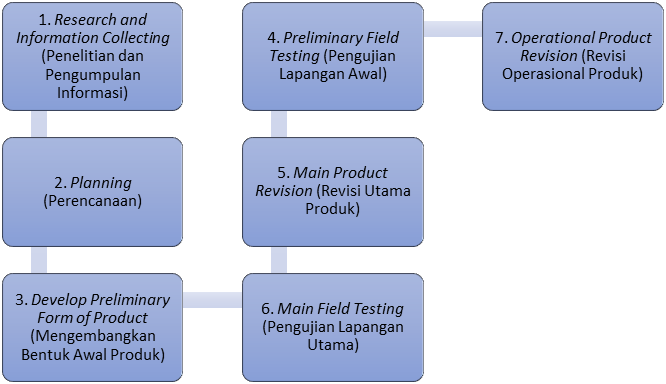 1. Research and
Information Collecting
(Penelitian dan
Pengumpulan
Informasi)
2. Planning
(Perencanaan)
3. Develop Preliminary
Form of Product
(Mengembangkan
Bentuk Awal Produk)
4. Preliminary Field
Testing (Pengujian
Lapangan Awal)
5. Main Product
Revision (Revisi Utama
Produk)
6. Main Field Testing
(Pengujian Lapangan
Utama)
7. Operational Product
Revision (Revisi
Operasional Produk)